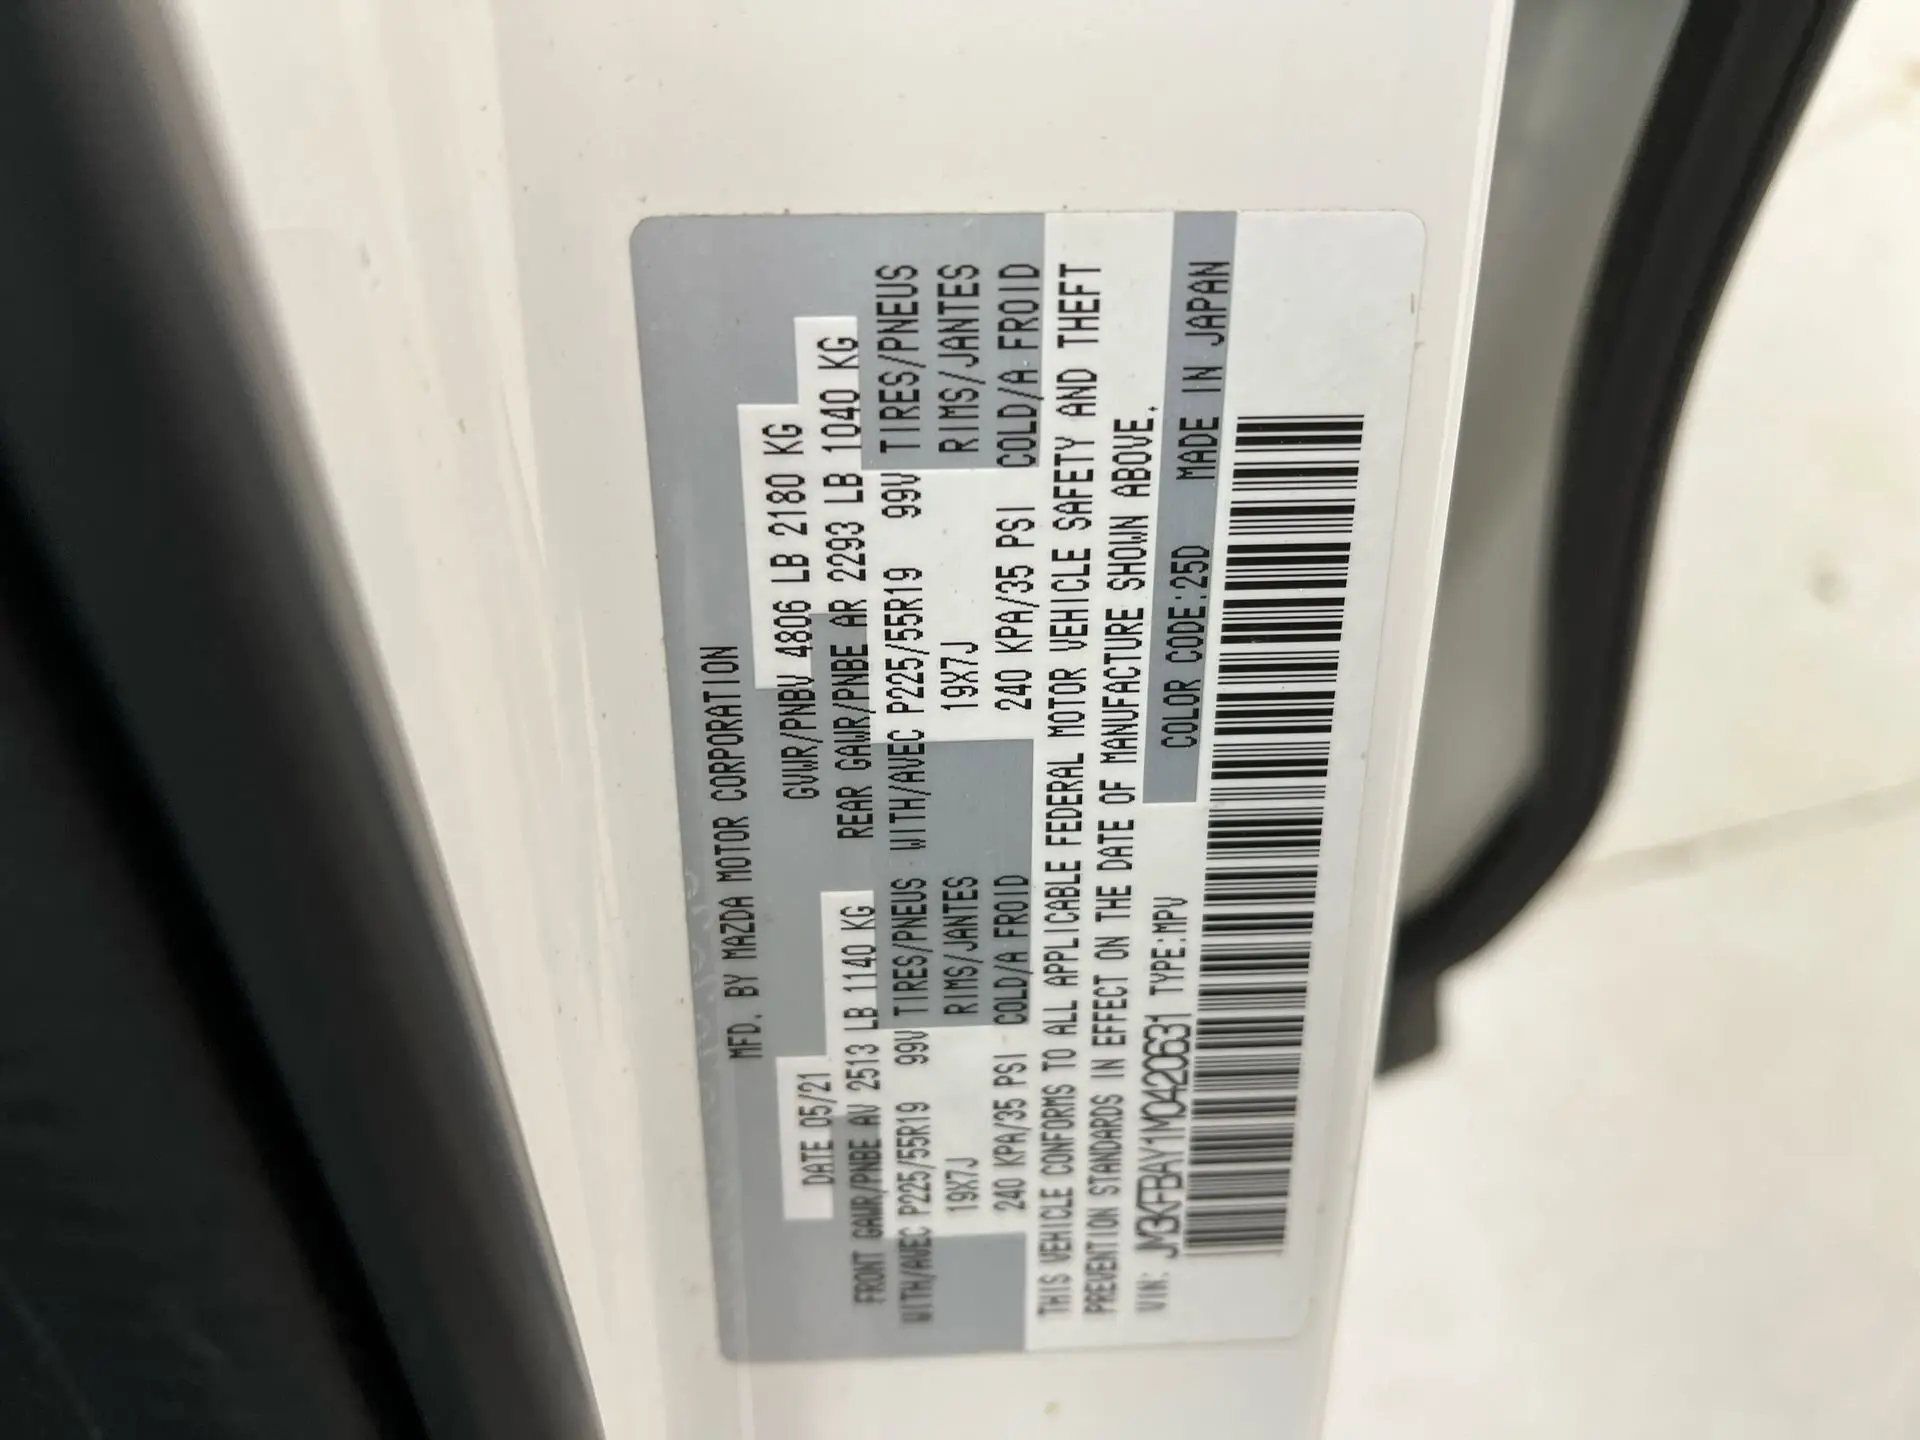 MFD. BY MAZDA MOTOR CORPORATION
DATE 05/21 GVWR/PNBV 4806 LB 2180 KG
FRONT GAWR/PNBE AV 2513 LB 1140 KG REAR GAWR/PNBE AR 2293 LB 1040 KG
WITH/AVEC P225/55R19 99V TIRES/PNEUS WITH/AVEC P225/55R19 99V TIRES/PNEUS
19X7J RIMS/JANTES 19X7J RIMS/JANTES
240 KPA/35 PSI COLD/A FROID 240 KPA/35 PSI COLD/A FROID
THIS VEHICLE CONFORMS TO ALL APPLICABLE FEDERAL MOTOR VEHICLE SAFETY AND THEFT
PREVENTION STANDARDS IN EFFECT ON THE DATE OF MANUFACTURE SHOWN ABOVE.
VIN: JM3KFBAY1M0420631 TYPE:MPV COLOR CODE:25D MADE IN JAPAN